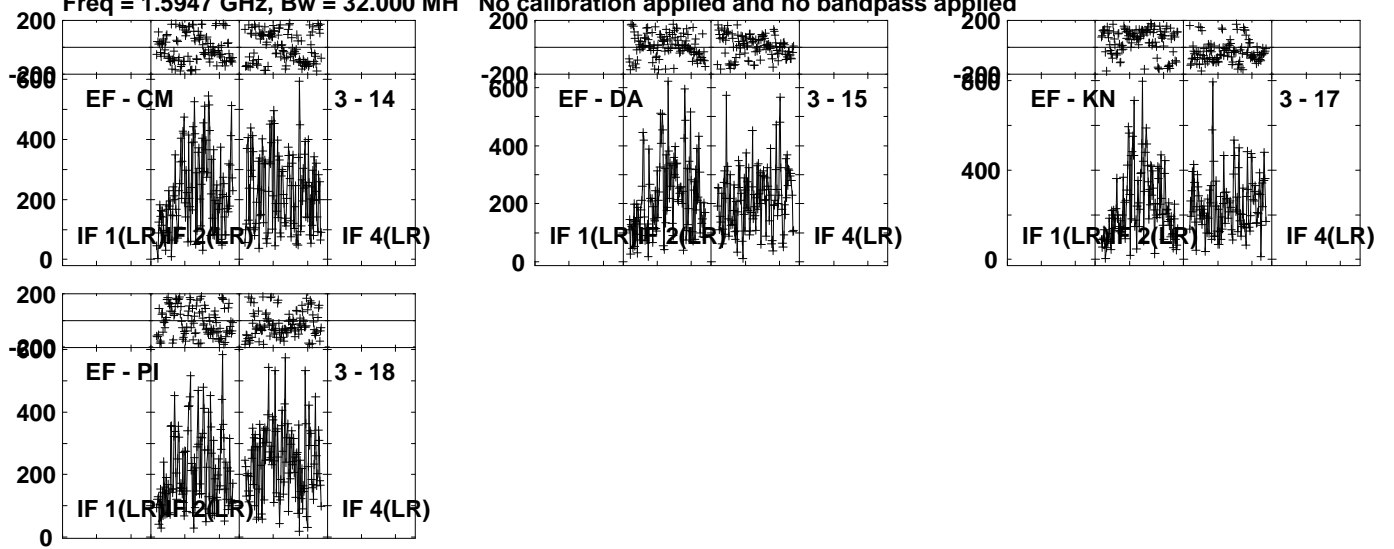 Freq = 1.5947 GHz, Bw = 32.000 MH No calibration applied and no bandpass applied
200
-200
600
EF - CM
3 - 14
400
200
IF 1(LR)
IF 2(LR)
IF 4(LR)
0
200
-200
600
EF - DA
3 - 15
400
200
IF 1(LR)
IF 2(LR)
IF 4(LR)
0
200
-200
800
EF - KN
3 - 17
400
IF 1(LR)
IF 2(LR)
IF 4(LR)
0
200
EF - PI
3 - 18
400
300
200
100
IF 1(LR)
IF 2(LR)
IF 4(LR)
0